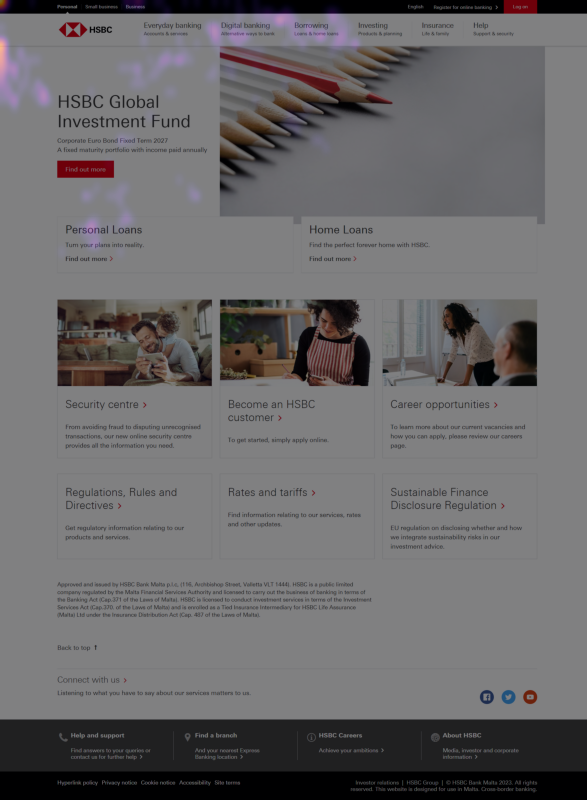 Personal Small business Business
English Register for online banking Log on
HSBC
Everyday banking Digital banking Borrowing Investing Insurance Help
Accounts & services Alternative ways to bank Loans & home loans Products & planning Life & family Support & security
HSBC Global
Investment Fund
Corporate Euro Bond Fixed Term 2027
A fixed maturity portfolio with income paid annually
Find out more
Personal Loans
Turn your plans into reality.
Find out more
Home Loans
Find the perfect forever home with HSBC.
Find out more
Security centre
From avoiding fraud to disputing unrecognised
transactions, our new online security centre
provides all the information you need.
Become an HSBC
customer
To get started, simply apply online.
Career opportunities
To learn more about our current vacancies and
how you can apply, please review our careers
page.
Regulations, Rules and
Directives
Get regulatory information relating to our
products and services.
Rates and tariffs
Find information relating to our services, rates
and other updates.
Sustainable Finance
Disclosure Regulation
EU regulation on disclosing whether and how
we integrate sustainability risks in our
investment advice.
Approved and issued by HSBC Bank Malta p.l.c, (116, Archbishop Street, Valletta VLT 1444). HSBC is a public limited
company regulated by the Malta Financial Services Authority and licensed to carry out the business of banking in terms of
the Banking Act (Cap.371 of the Laws of Malta). HSBC is licensed to conduct investment services in terms of the Investment
Services Act (Cap.370. of the Laws of Malta) and is enrolled as a Tied Insurance Intermediary for HSBC Life Assurance
(Malta) Ltd under the Insurance Distribution Act (Cap. 487 of the Laws of Malta).
Back to top
Connect with us
Listening to what you have to say about our services matters to us.
Help and support
Find answers to your queries or
contact us for further help
Find a branch
And your nearest Express
Banking location
HSBC Careers
Achieve your ambitions
About HSBC
Media, investor and corporate
information
Hyperlink policy Privacy notice Cookie notice Accessibility Site terms
Investor relations | HSBC Group | © HSBC Bank Malta 2023. All rights
reserved. This website is designed for use in Malta. Cross-border banking.